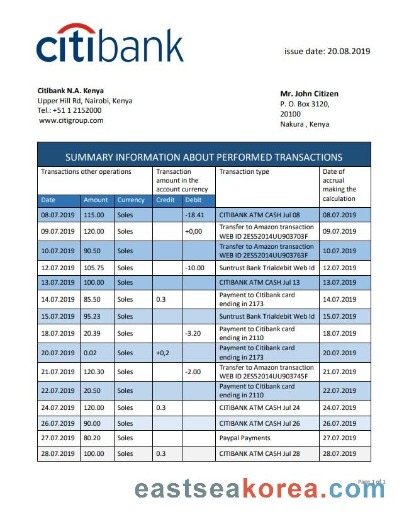 citibank
issue date: 20.08.2019
Citibank N.A. Kenya
Upper Hill Rd, Nairobi, Kenya
Tel.: +51 1 2152000
www.citigroup.com
Mr. John Citizen
P. O. Box 3120,
20100
Nakura , Kenya
SUMMARY INFORMATION ABOUT PERFORMED TRANSACTIONS
Transactions other operations Transaction amount in the account currency Transaction type Date of accrual making the calculation
Date Amount Currency Credit Debit
08.07.2019 115.00 Soles -18.41 CITIBANK ATM CASH Jul 08 08.07.2019
09.07.2019 120.00 Soles +0,00 Transfer to Amazon transaction WEB ID 2ES52014UU903703F 09.07.2019
10.07.2019 90.50 Soles Transfer to Amazon transaction WEB ID 2ES52014UU903763F 10.07.2019
12.07.2019 105.75 Soles -10.00 Suntrust Bank Trialdebit Web Id 12.07.2019
13.07.2019 100.00 Soles CITIBANK ATM CASH Jul 13 13.07.2019
14.07.2019 85.50 Soles 0.3 Payment to Citibank card ending in 2173 14.07.2019
15.07.2019 95.23 Soles Suntrust Bank Trialdebit Web Id 15.07.2019
18.07.2019 20.39 Soles -3.20 Payment to Citibank card ending in 2110 18.07.2019
20.07.2019 0.02 Soles +0,2 Payment to Citibank card ending in 2173 20.07.2019
21.07.2019 120.30 Soles -2.00 Transfer to Amazon transaction WEB ID 2ES52014UU903745F 21.07.2019
22.07.2019 20.50 Soles Payment to Citibank card ending in 2110 22.07.2019
24.07.2019 120.00 Soles 0.3 CITIBANK ATM CASH Jul 24 24.07.2019
26.07.2019 90.00 Soles CITIBANK ATM CASH Jul 26 26.07.2019
27.07.2019 80.20 Soles Paypal Payments 27.07.2019
28.07.2019 100.00 Soles 0.3 CITIBANK ATM CASH Jul 28 28.07.2019
Page 1 of 1
eastseakorea.com